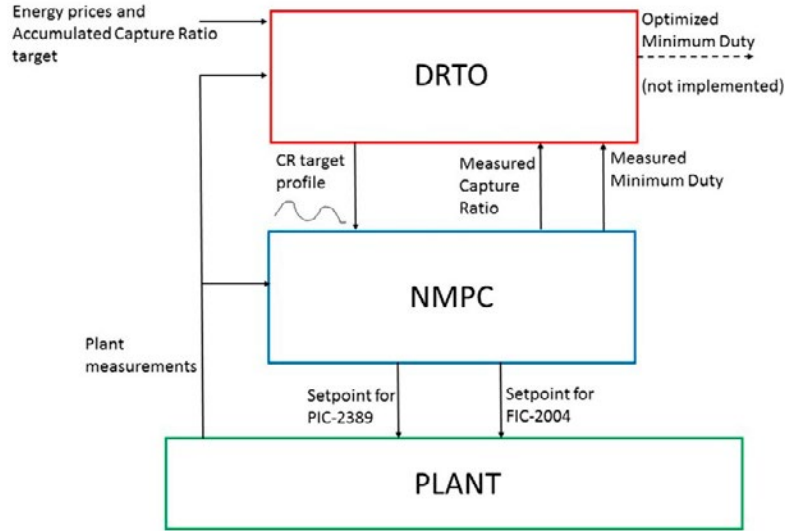 Energy prices and
Accumulated Capture Ratio
target
DRTO
Optimized
Minimum Duty
(not implemented)
CR target
profile
Measured
Capture
Ratio
Measured
Minimum Duty
NMPC
Plant
measurements
Setpoint for
PIC-2389
Setpoint for
FIC-2004
PLANT